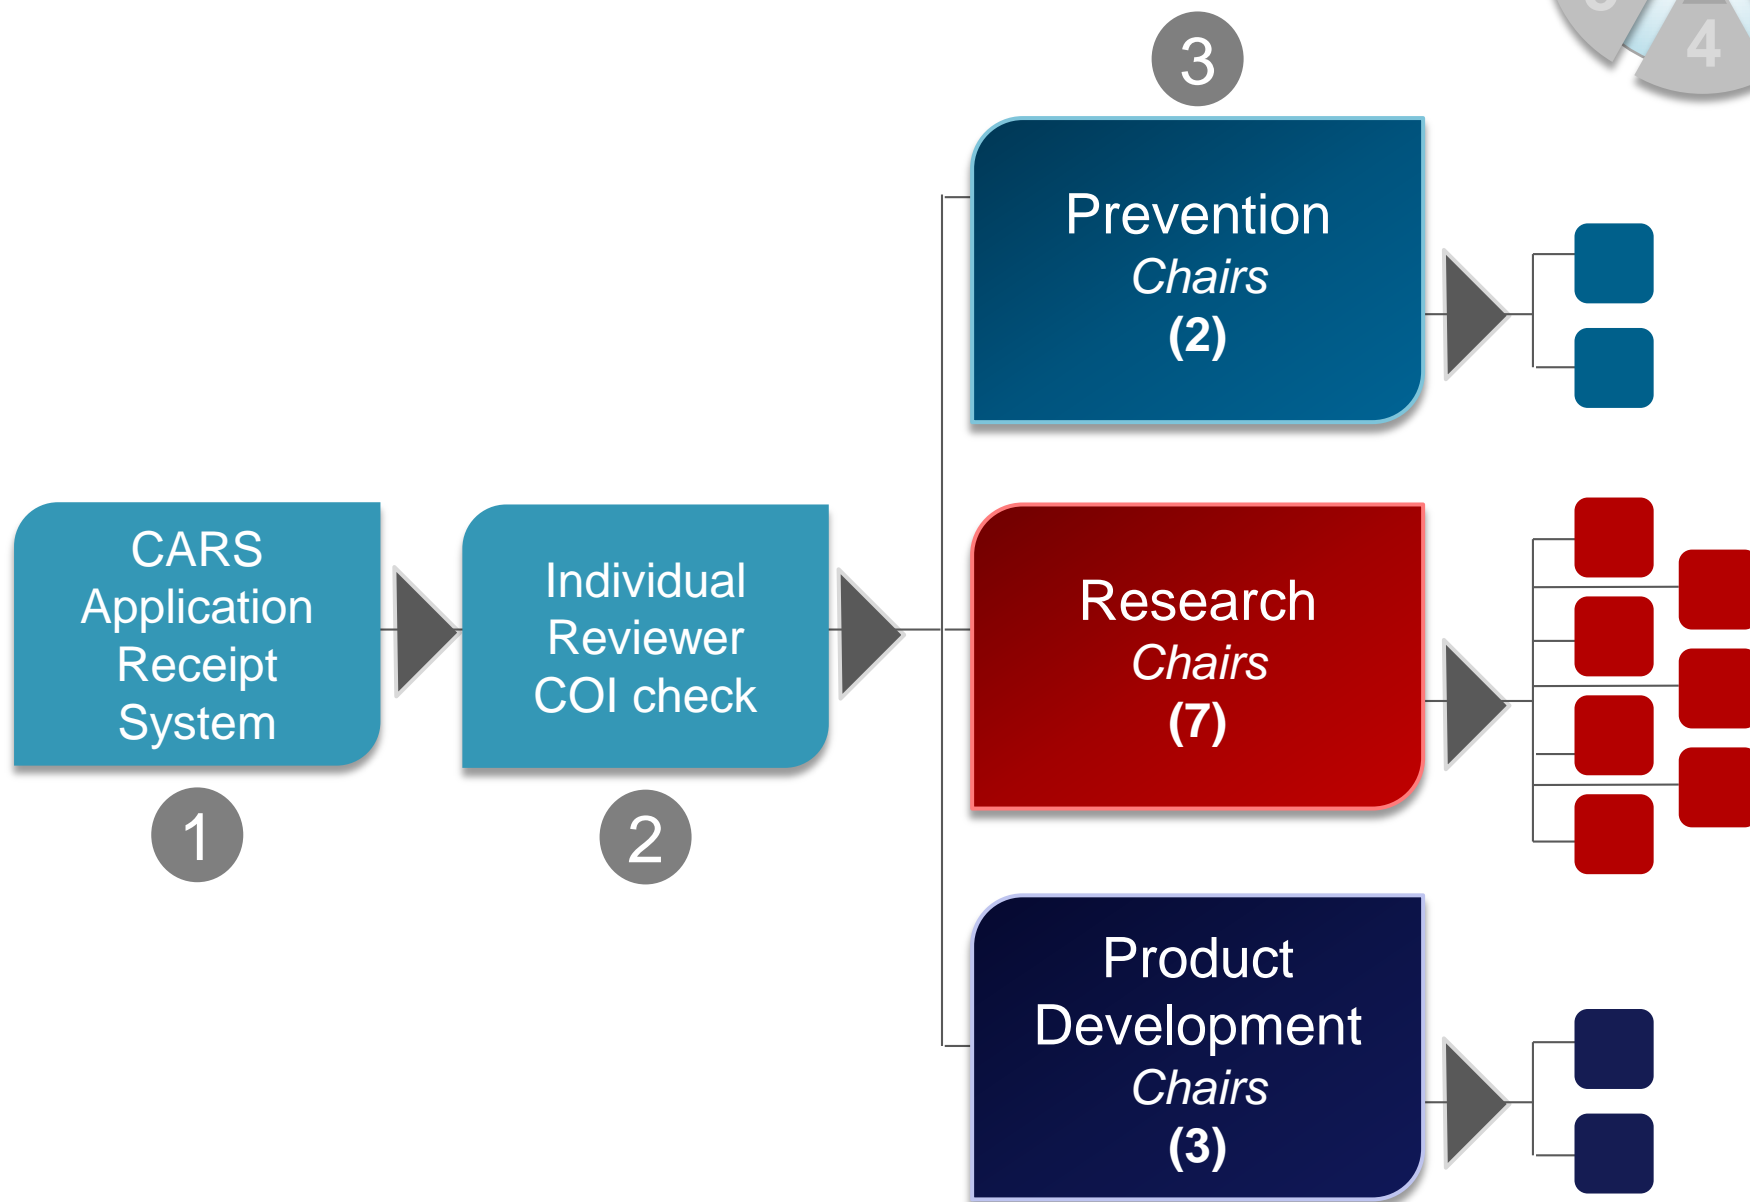 4
3
Prevention
Chairs
(2)
CARS
Application
Receipt
System
1
Individual
Reviewer
COI check
2
Research
Chairs
(7)
Product
Development
Chairs
(3)